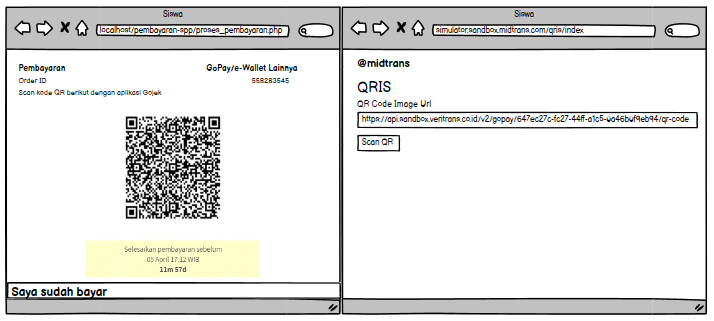 Siswa
localhost/pembayaran-spp/proses_pembayaran.php
Pembayaran
GoPay/e-Wallet Lainnya
Order ID
558283545
Scan kode QR berikut dengan aplikasi Gojek
Selesaikan pembayaran sebelum
05 April 17:12 WIB
11m 57d
Saya sudah bayar
Siswa
simulator.sandbox.midtrans.com/qris/index
@midtrans
QRIS
QR Code Image Url
https://api.sandbox.veritrans.co.id/v2/gopay/647ec27c-fc27-44ff-a1c5-0a46b0f9eb94/qr-code
Scan QR